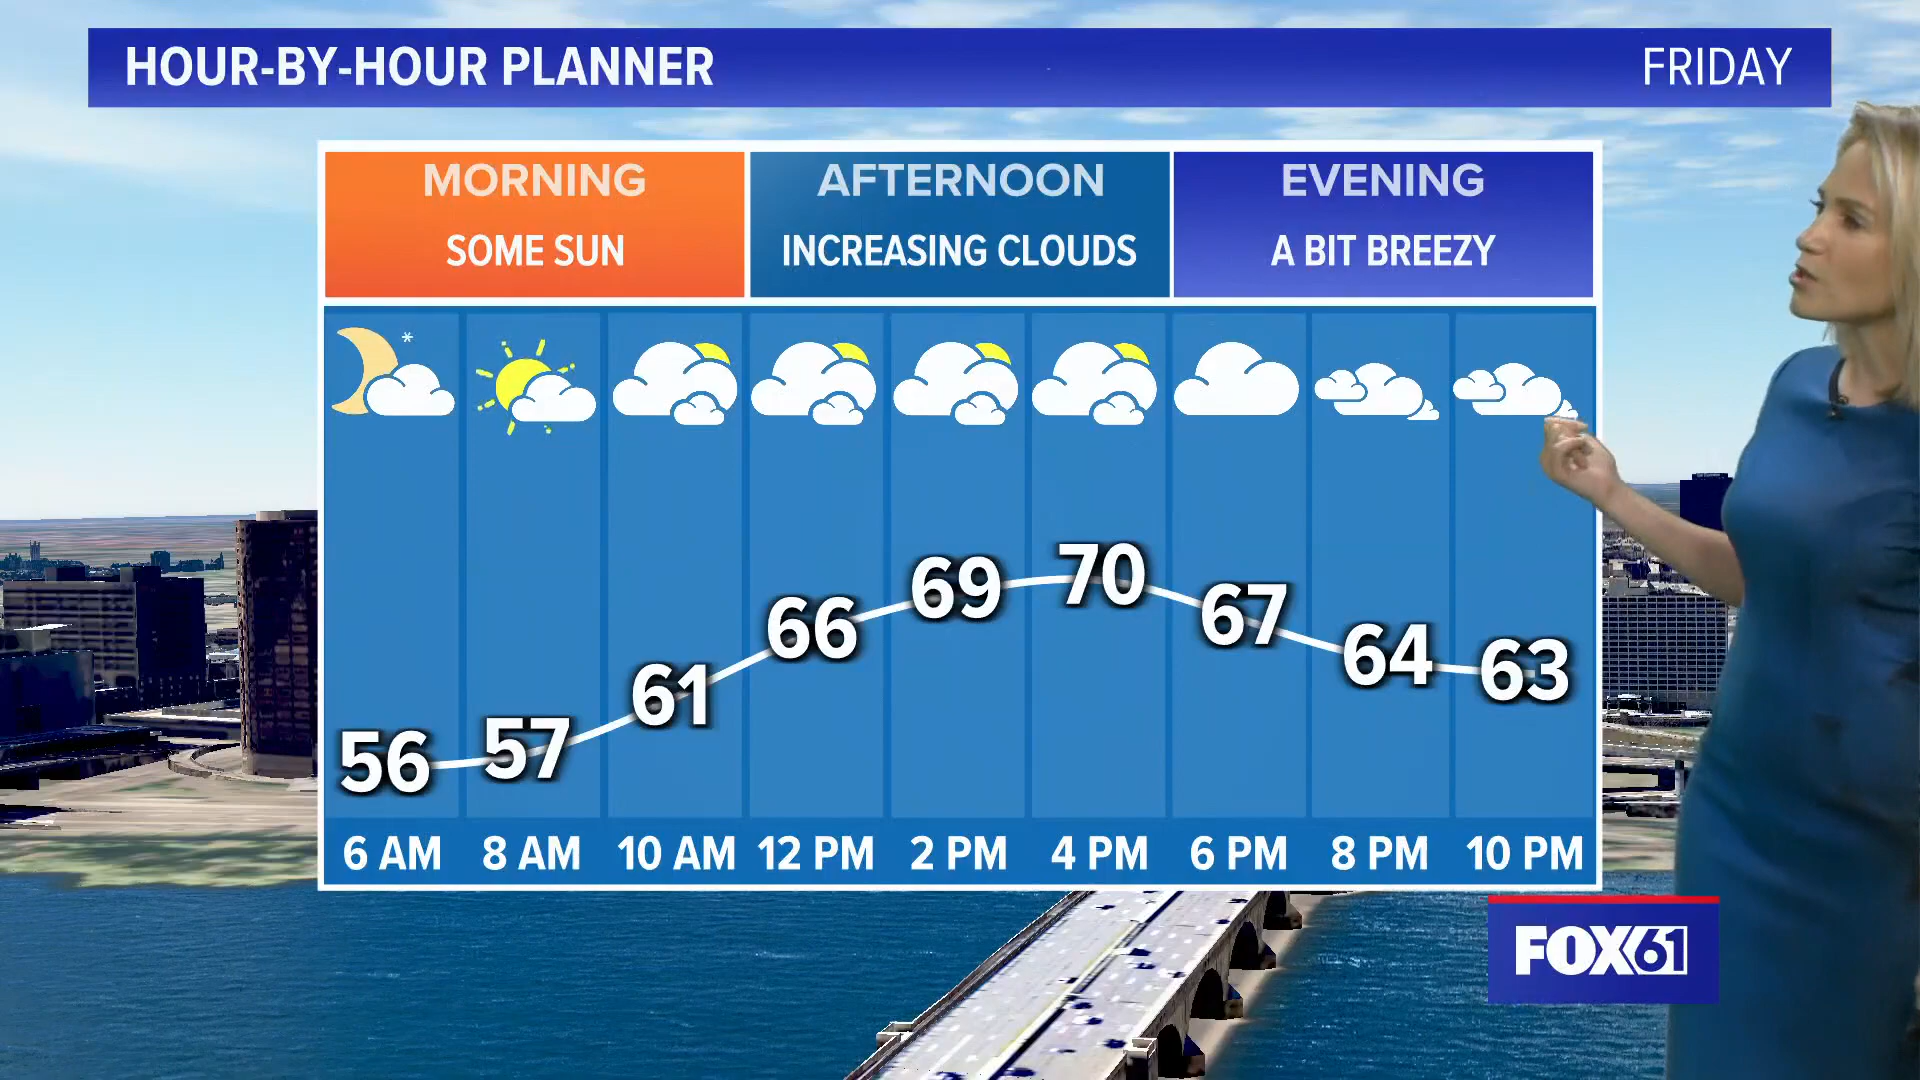 HOUR-BY-HOUR PLANNER
FRIDAY
MORNING
SOME SUN
AFTERNOON
INCREASING CLOUDS
EVENING
A BIT BREEZY
56 57 61 66 69 70 67 64 63
6 AM 8 AM 10 AM 12 PM 2 PM 4 PM 6 PM 8 PM 10 PM
FOX61